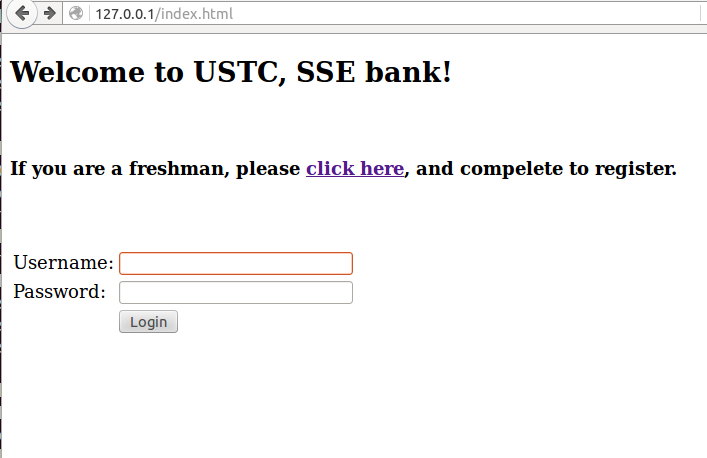 127.0.0.1/index.html
Welcome to USTC, SSE bank!
If you are a freshman, please click here, and compelete to register.
Username:
Password:
Login